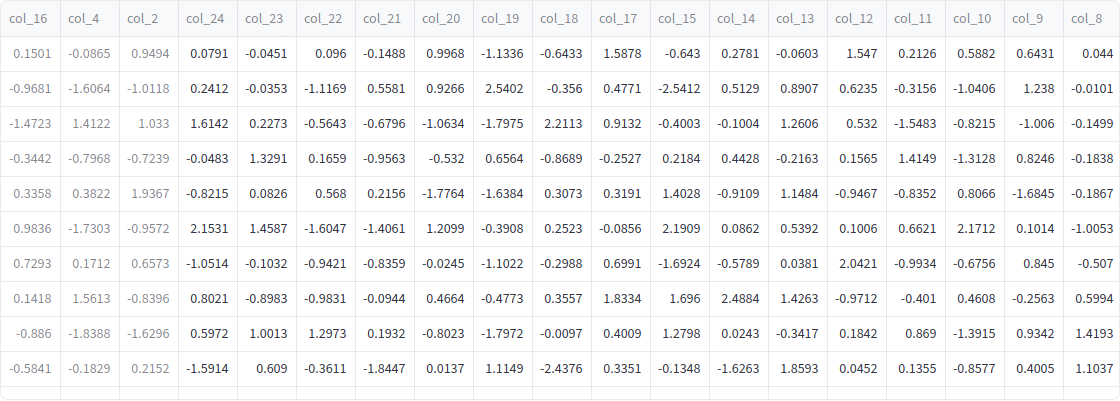 col_16 col_4 col_2 col_24 col_23 col_22 col_21 col_20 col_19 col_18 col_17 col_15 col_14 col_13 col_12 col_11 col_10 col_9 col_8
0.1501 -0.0865 0.9494 0.0791 -0.0451 0.096 -0.1488 0.9968 -1.1336 -0.6433 1.5878 -0.643 0.2781 -0.0603 1.547 0.2126 0.5882 0.6431 0.044
-0.9681 -1.6064 -1.0118 0.2412 -0.0353 -1.1169 0.5581 0.9266 2.5402 -0.356 0.4771 -2.5412 0.5129 0.8907 0.6235 -0.3156 -1.0406 1.238 -0.0101
-1.4723 1.4122 1.033 1.6142 0.2273 -0.5643 -0.6796 -1.0634 -1.7975 2.2113 0.9132 -0.4003 -0.1004 1.2606 0.532 -1.5483 -0.8215 -1.006 -0.1499
-0.3442 -0.7968 -0.7239 -0.0483 1.3291 0.1659 -0.9563 -0.532 0.6564 -0.8689 -0.2527 0.2184 0.4428 -0.2163 0.1565 1.4149 -1.3128 0.8246 -0.1838
0.3358 0.3822 1.9367 -0.8215 0.0826 0.568 0.2156 -1.7764 -1.6384 0.3073 0.3191 1.4028 -0.9109 1.1484 -0.9467 -0.8352 0.8066 -1.6845 -0.1867
0.9836 -1.7303 -0.9572 2.1531 1.4587 -1.6047 -1.4061 1.2099 -0.3908 0.2523 -0.0856 2.1909 0.0862 0.5392 0.1006 0.6621 2.1712 0.1014 -1.0053
0.7293 0.1712 0.6573 -1.0514 -0.1032 -0.9421 -0.8359 -0.0245 -1.1022 -0.2988 0.6991 -1.6924 -0.5789 0.0381 2.0421 -0.9934 -0.6756 0.845 -0.507
0.1418 1.5613 -0.8396 0.8021 -0.8983 -0.9831 -0.0944 0.4664 -0.4773 0.3557 1.8334 1.696 2.4884 1.4263 -0.9712 -0.401 0.4608 -0.2563 0.5994
-0.886 -1.8388 -1.6296 0.5972 1.0013 1.2973 0.1932 -0.8023 -1.7972 -0.0097 0.4009 1.2798 0.0243 -0.3417 0.1842 0.869 -1.3915 0.9342 1.4193
-0.5841 -0.1829 0.2152 -1.5914 0.609 -0.3611 -1.8447 0.0137 1.1149 -2.4376 0.3351 -0.1348 -1.6263 1.8593 0.0452 0.1355 -0.8577 0.4005 1.1037